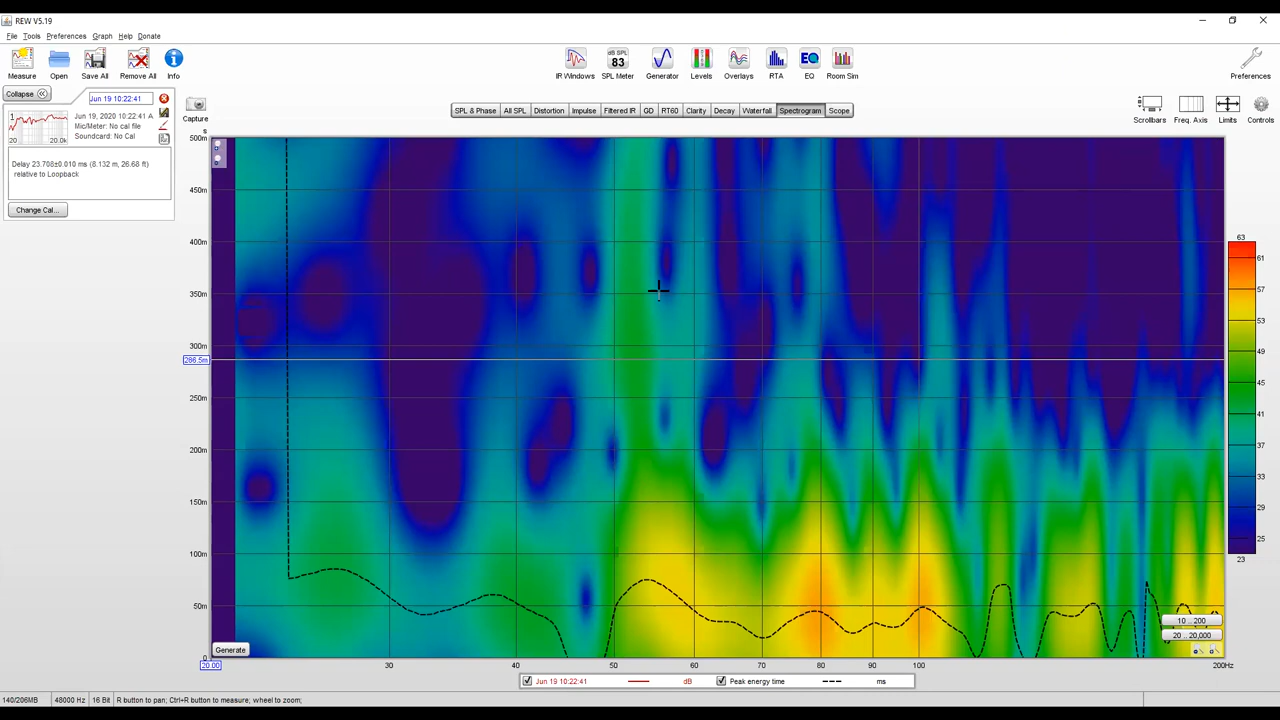 REW V5.19
File Tools Preferences Graph Help Donate
Measure Open Save All Remove All Info
IR Windows dB SPL 83 SPL Meter Generator Levels Overlays RTA EQ EQ Room Sim Preferences
Collapse
Jun 19 10:22:41
1
20 20.0k
Jun 19, 2020 10:22:41 A
Mic/Meter: No cal file
Soundcard: No Cal
Delay 23.708±0.010 ms (8.132 m, 26.68 ft)
relative to Loopback
Change Cal...
Capture
SPL & Phase All SPL Distortion Impulse Filtered IR GD RT60 Clarity Decay Waterfall Spectrogram Scope
Scrollbars Freq. Axis Limits Controls
s
500m
450m
400m
350m
300m
286.5m
250m
200m
150m
100m
50m
0
63
61
57
53
49
45
41
37
33
29
25
23
10 .. 200
20 .. 20,000
Generate
20.00 30 40 50 60 70 80 90 100 200Hz
Jun 19 10:22:41 dB Peak energy time ms
140/206MB 48000 Hz 16 Bit R button to pan; Ctrl+R button to measure; wheel to zoom;